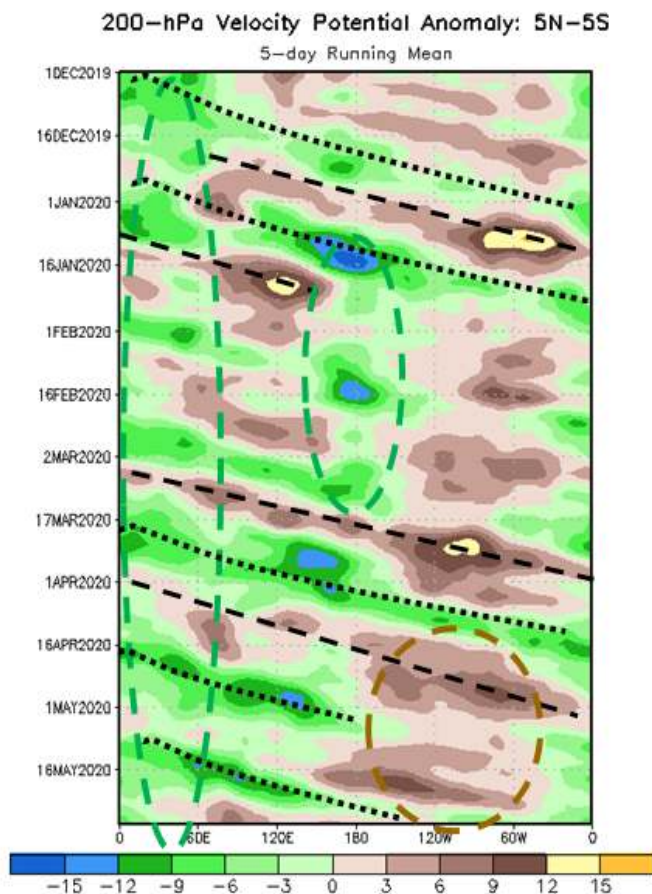 200-hPa Velocity Potential Anomaly: 5N-5S
5-day Running Mean
1DEC2019
16DEC2019
1JAN2020
16JAN2020
1FEB2020
16FEB2020
2MAR2020
17MAR2020
1APR2020
16APR2020
1MAY2020
16MAY2020
0 60E 120E 180 120W 60W 0
-15 -12 -9 -6 -3 0 3 6 9 12 15